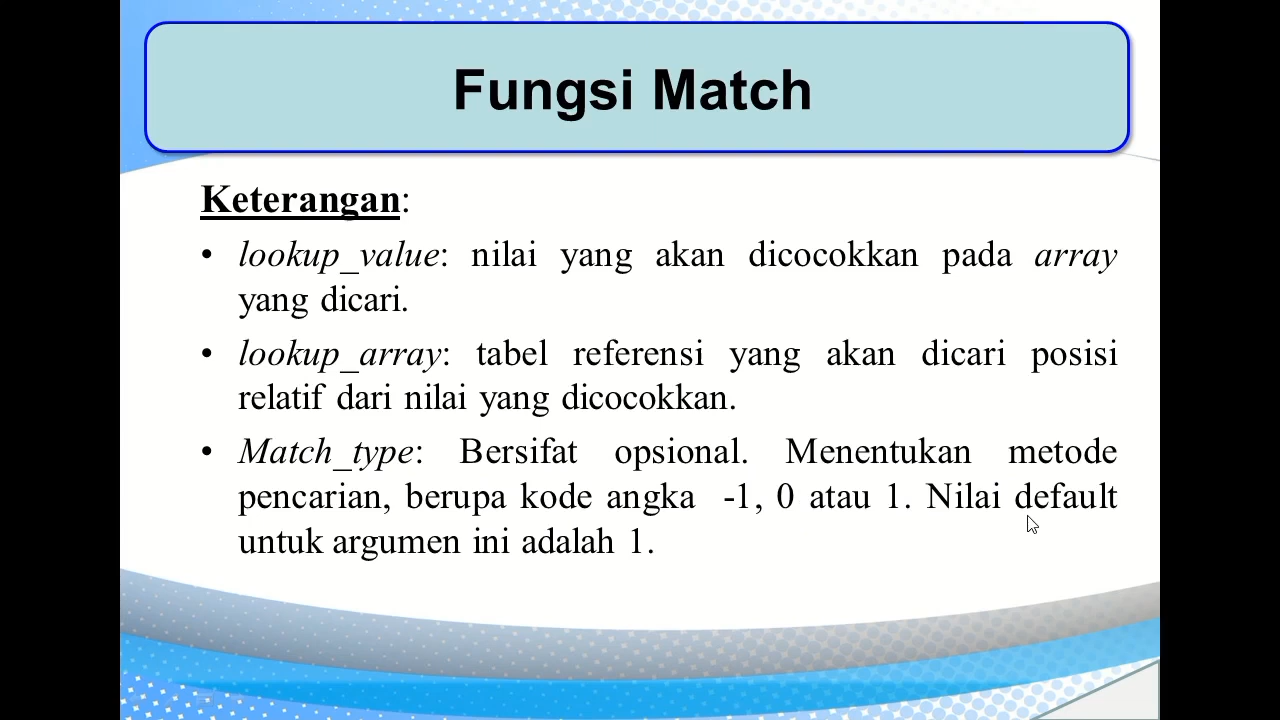 Fungsi Match
Keterangan:
• lookup_value: nilai yang akan dicocokkan pada array
yang dicari.
• lookup_array: tabel referensi yang akan dicari posisi
relatif dari nilai yang dicocokkan.
• Match_type: Bersifat opsional. Menentukan metode
pencarian, berupa kode angka -1, 0 atau 1. Nilai default
untuk argumen ini adalah 1.